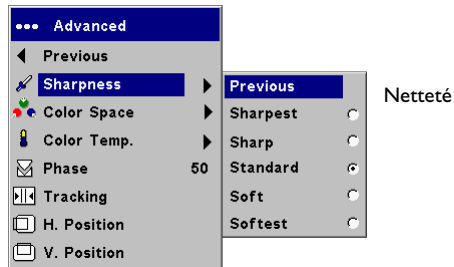 ••• Advanced
Previous
Sharpness
Color Space
Color Temp.
Phase 50
Tracking
H. Position
V. Position
Previous
Sharpest
Sharp
Standard
Soft
Softest
Netteté